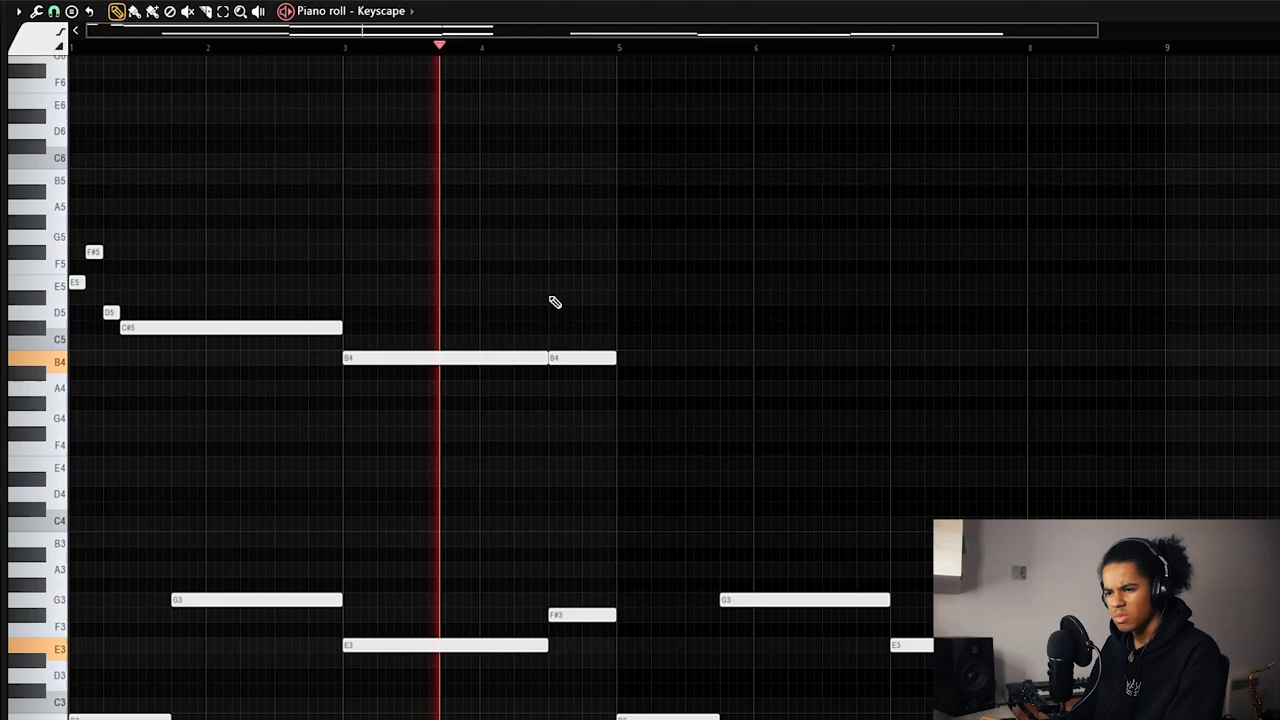 Piano roll - Keyscape
1 2 3 4 5 6 7 8 9
F6
E6
D6
C6
B5
A5
G5
F#5
F5
E5 E5
D5 D5
C#5
C5
B4 B4 B4
A4
G4
F4
E4
D4
C4
B3
A3
G3 G3 G3
F#3
F3
E3 E3 E3
D3
C3